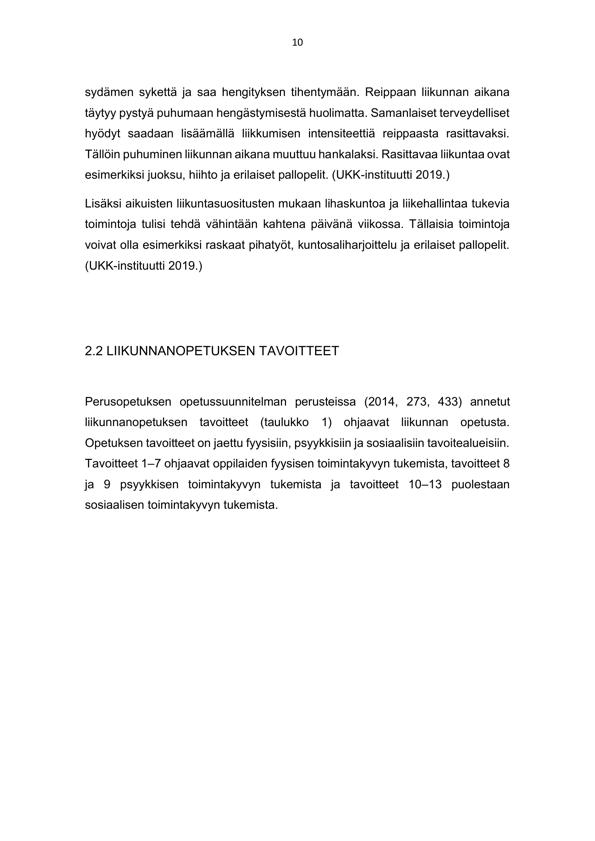 10
sydämen sykettä ja saa hengityksen tihentymään. Reippaan liikunnan aikana
täytyy pystyä puhumaan hengästymisestä huolimatta. Samanlaiset terveydelliset
hyödyt saadaan lisäämällä liikkumisen intensiteettiä reippaasta rasittavaksi.
Tällöin puhuminen liikunnan aikana muuttuu hankalaksi. Rasittavaa liikuntaa ovat
esimerkiksi juoksu, hiihto ja erilaiset pallopelit. (UKK-instituutti 2019.)
Lisäksi aikuisten liikuntasuositusten mukaan lihaskuntoa ja liikehallintaa tukevia
toimintoja tulisi tehdä vähintään kahtena päivänä viikossa. Tällaisia toimintoja
voivat olla esimerkiksi raskaat pihatyöt, kuntosaliharjoittelu ja erilaiset pallopelit.
(UKK-instituutti 2019.)
2.2 LIIKUNNANOPETUKSEN TAVOITTEET
Perusopetuksen opetussuunnitelman perusteissa (2014, 273, 433) annetut
liikunnanopetuksen tavoitteet (taulukko 1) ohjaavat liikunnan opetusta.
Opetuksen tavoitteet on jaettu fyysisiin, psyykkisiin ja sosiaalisiin tavoitealueisiin.
Tavoitteet 1–7 ohjaavat oppilaiden fyysisen toimintakyvyn tukemista, tavoitteet 8
ja 9 psyykkisen toimintakyvyn tukemista ja tavoitteet 10–13 puolestaan
sosiaalisen toimintakyvyn tukemista.